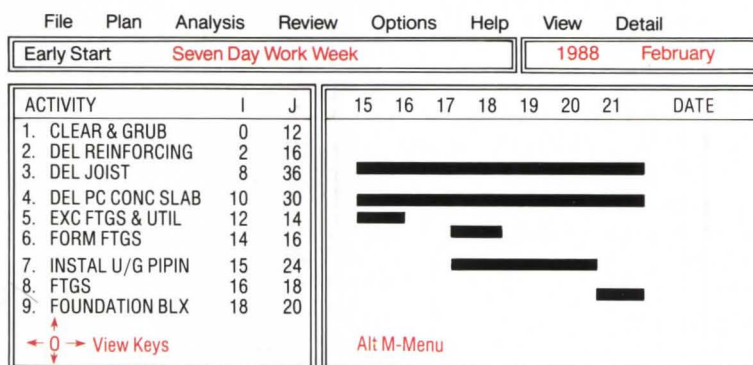 File Plan Analysis Review Options Help View Detail
Early Start Seven Day Work Week 1988 February
ACTIVITY I J 15 16 17 18 19 20 21 DATE
1. CLEAR & GRUB 0 12
2. DEL REINFORCING 2 16
3. DEL JOIST 8 36
4. DEL PC CONC SLAB 10 30
5. EXC FTGS & UTIL 12 14
6. FORM FTGS 14 16
7. INSTAL U/G PIPIN 15 24
8. FTGS 16 18
9. FOUNDATION BLX 18 20
0 View Keys Alt M-Menu